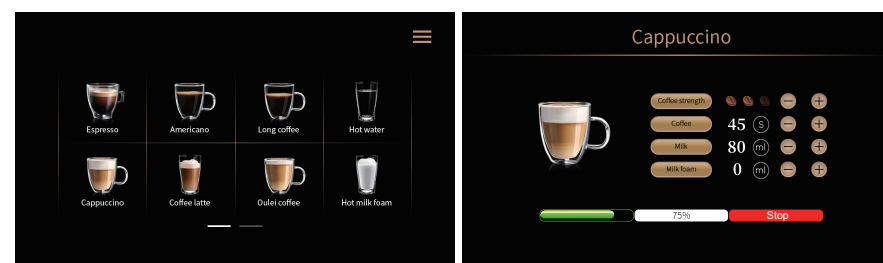 Espresso
Americano
Long coffee
Hot water
Cappuccino
Coffee latte
Oulei coffee
Hot milk foam
Cappuccino
Coffee strength
Coffee 45 S
Milk 80 ml
Milk foam 0 ml
75% Stop